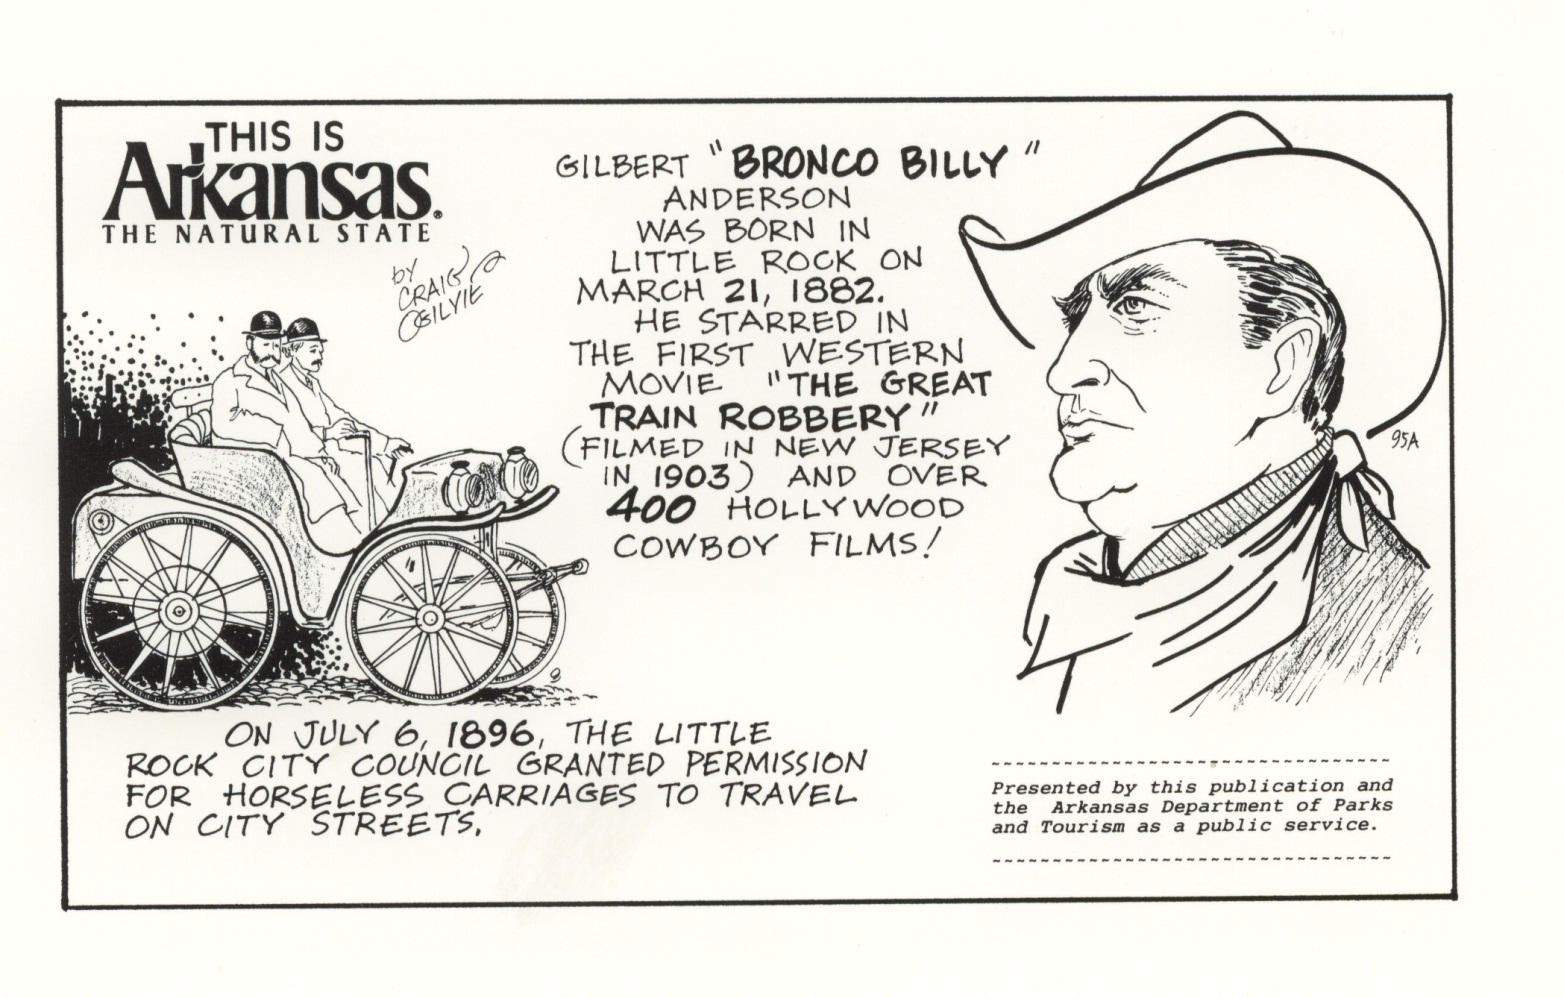 THIS IS
Arkansas®
THE NATURAL STATE
by
CRAIG
OGILVIE
GILBERT "BRONCO BILLY"
ANDERSON
WAS BORN IN
LITTLE ROCK ON
MARCH 21, 1882.
HE STARRED IN
THE FIRST WESTERN
MOVIE "THE GREAT
TRAIN ROBBERY"
(FILMED IN NEW JERSEY
IN 1903) AND OVER
400 HOLLYWOOD
COWBOY FILMS!
95A
ON JULY 6, 1896, THE LITTLE
ROCK CITY COUNCIL GRANTED PERMISSION
FOR HORSELESS CARRIAGES TO TRAVEL
ON CITY STREETS.
Presented by this publication and
the Arkansas Department of Parks
and Tourism as a public service.